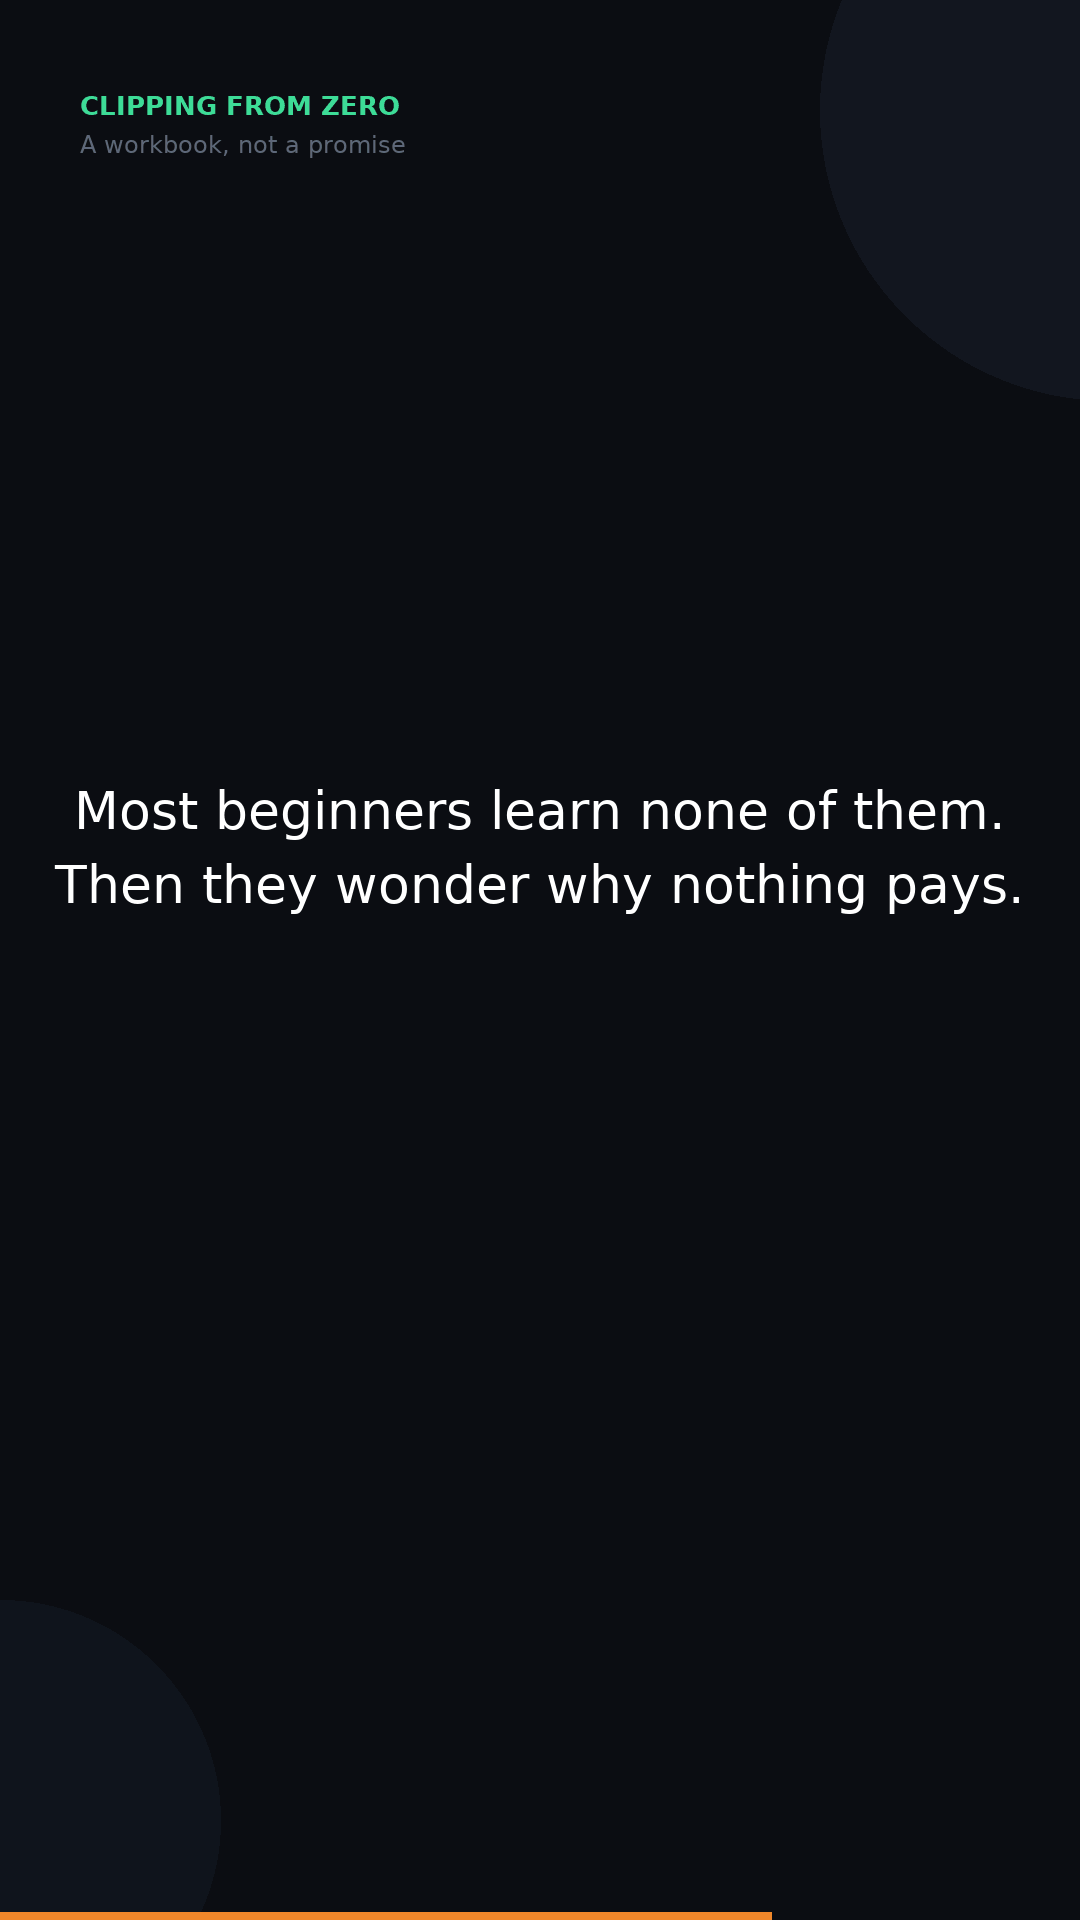 CLIPPING FROM ZERO
A workbook, not a promise
Most beginners learn none of them.
Then they wonder why nothing pays.